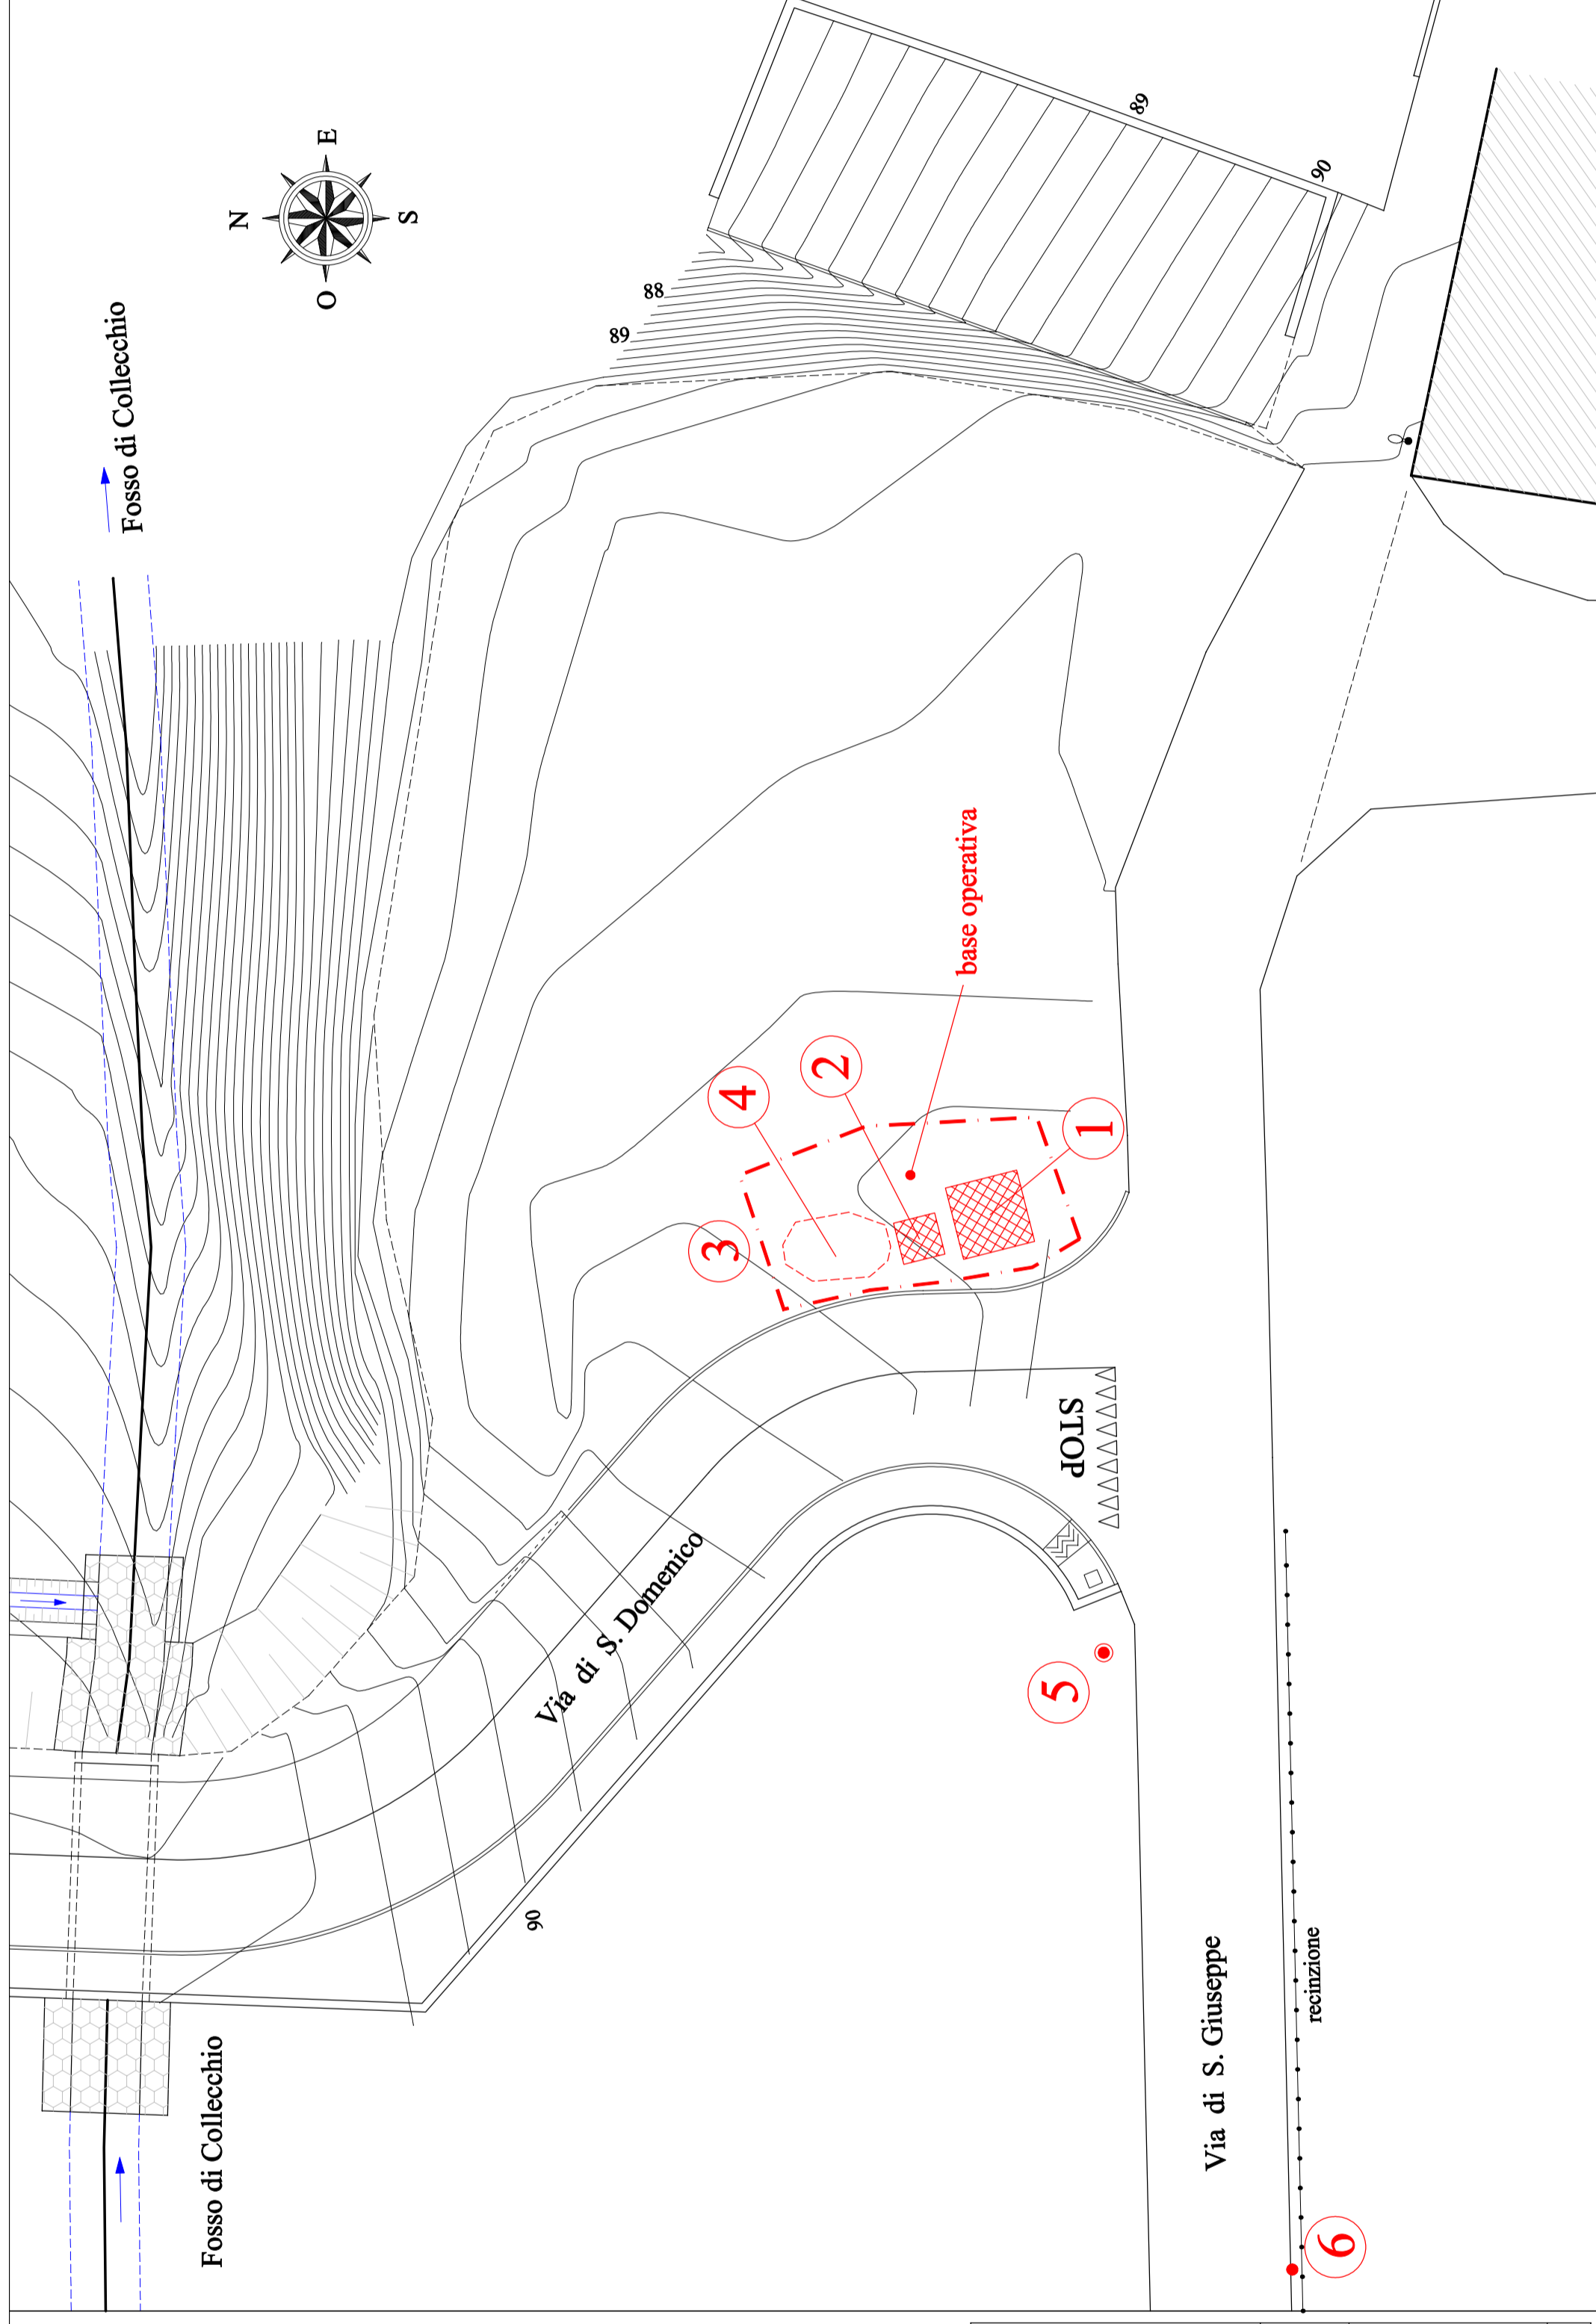 N
E
S
O
Fosso di Collecchio
88
89
89
90
base operativa
4
2
1
3
STOP
Via di S. Domenico
5
90
Fosso di Collecchio
Via di S. Giuseppe
recinzione
6